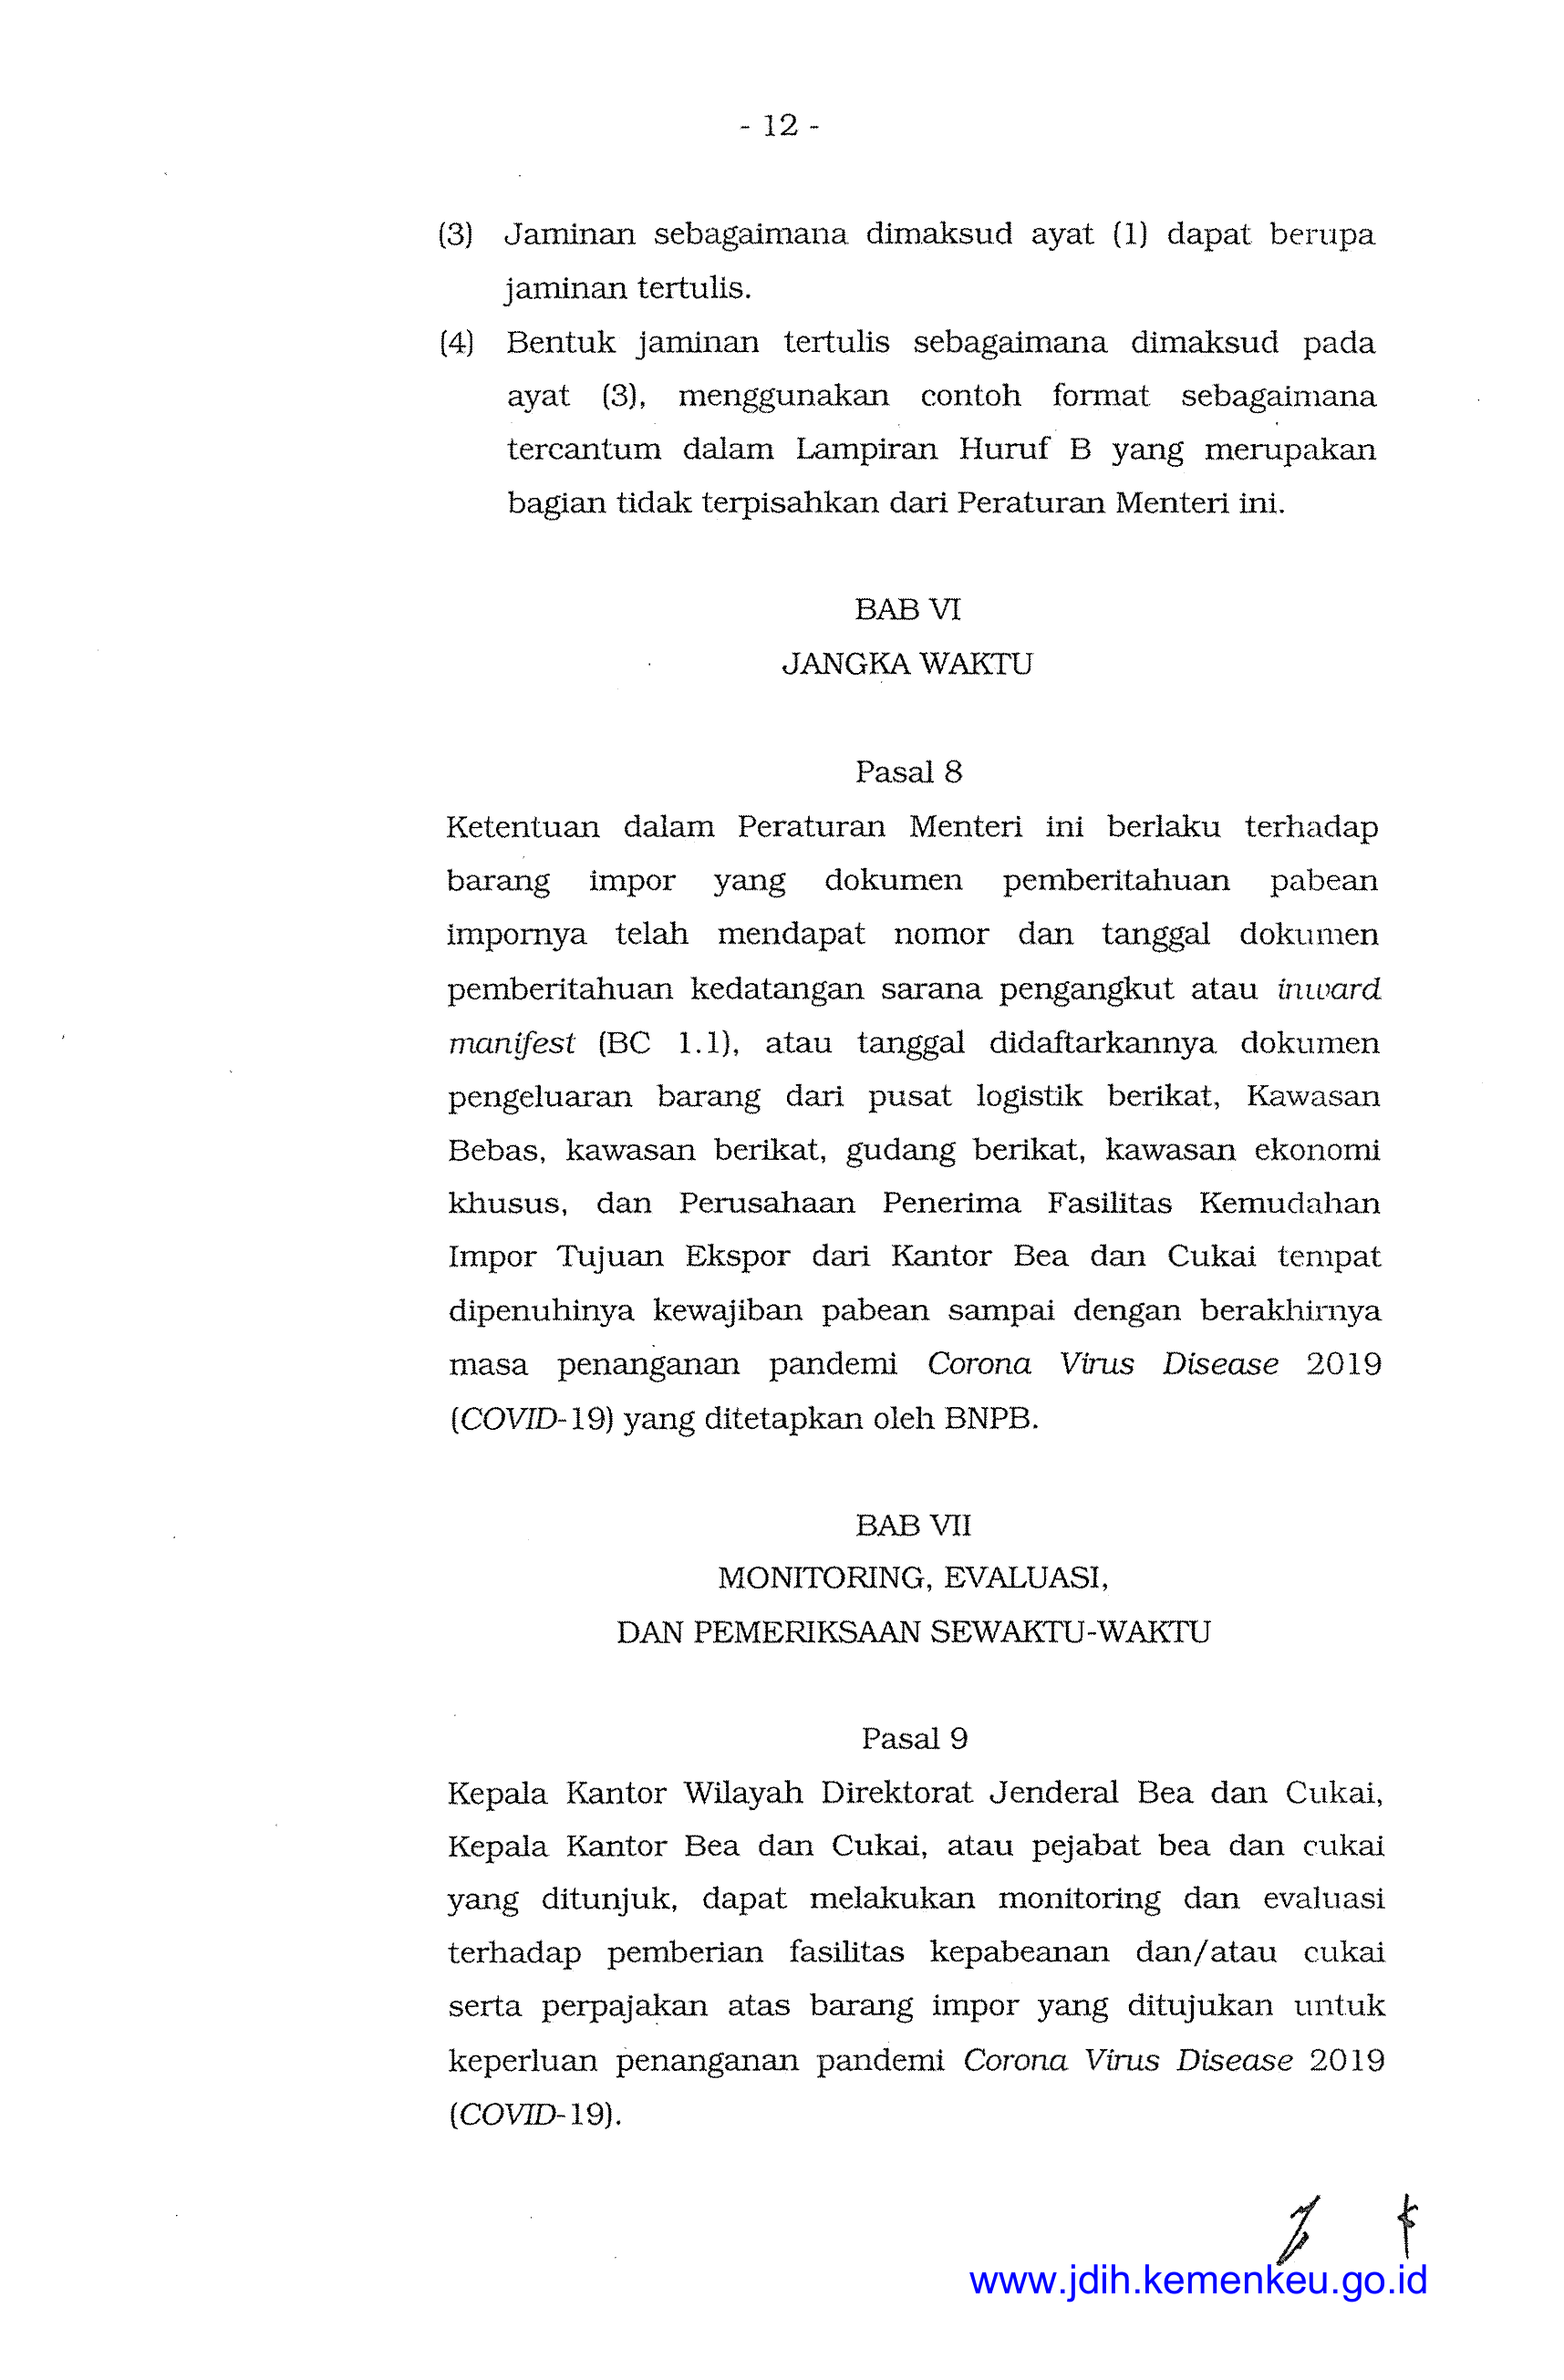 - 12 -
(3) Jaminan sebagaimana dimaksud ayat (1) dapat berupa
jaminan tertulis.
(4) Bentuk jaminan tertulis sebagaimana dimaksud pada
ayat (3), menggunakan contoh format sebagaimana
tercantum dalam Lampiran Huruf B yang merupakan
bagian tidak terpisahkan dari Peraturan Menteri ini.
BAB VI
JANGKA WAKTU
Pasal 8
Ketentuan dalam Peraturan Menteri ini berlaku terhadap
barang impor yang dokumen pemberitahuan pabean
impornya telah mendapat nomor dan tanggal dokumen
pemberitahuan kedatangan sarana pengangkut atau inward
manifest (BC 1.1), atau tanggal didaftarkannya dokumen
pengeluaran barang dari pusat logistik berikat, Kawasan
Bebas, kawasan berikat, gudang berikat, kawasan ekonomi
khusus, dan Perusahaan Penerima Fasilitas Kemudahan
Impor Tujuan Ekspor dari Kantor Bea dan Cukai tempat
dipenuhinya kewajiban pabean sampai dengan berakhirnya
masa penanganan pandemi Corona Virus Disease 2019
(COVID-19) yang ditetapkan oleh BNPB.
BAB VII
MONITORING, EVALUASI,
DAN PEMERIKSAAN SEWAKTU-WAKTU
Pasal 9
Kepala Kantor Wilayah Direktorat Jenderal Bea dan Cukai,
Kepala Kantor Bea dan Cukai, atau pejabat bea dan cukai
yang ditunjuk, dapat melakukan monitoring dan evaluasi
terhadap pemberian fasilitas kepabeanan dan/atau cukai
serta perpajakan atas barang impor yang ditujukan untuk
keperluan penanganan pandemi Corona Virus Disease 2019
(COVID-19).
www.jdih.kemenkeu.go.id